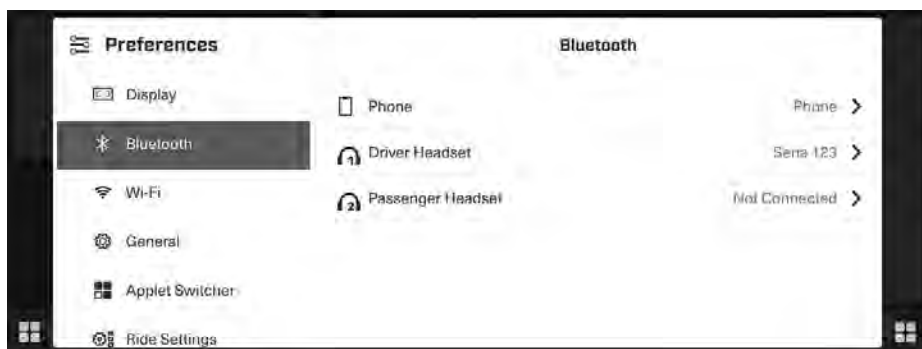 Preferences
Bluetooth
Display
Bluetooth
Wi-Fi
General
Applet Switcher
Ride Settings
Phone
Phone
Driver Headset
Sena 123
Passenger Headset
Not Connected